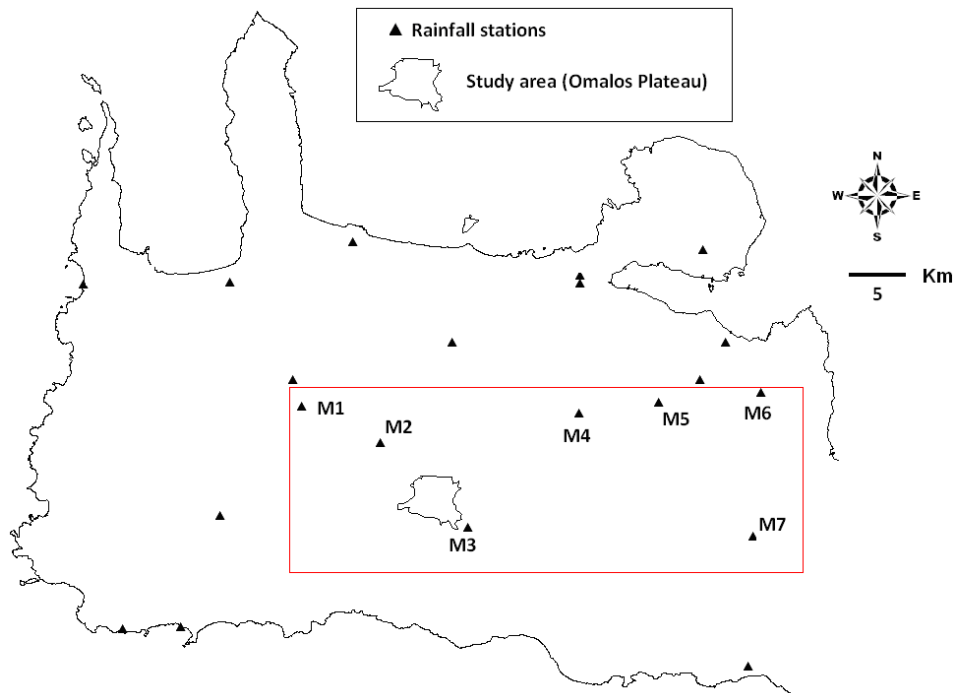 Rainfall stations
Study area (Omalos Plateau)
N
W E
S
Km
5
M1
M2
M3
M4
M5
M6
M7